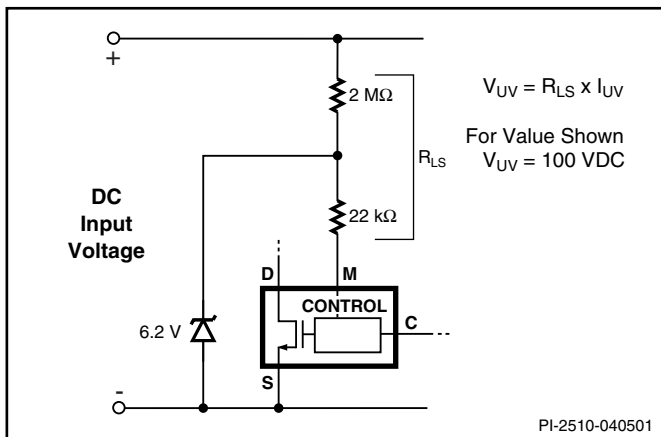 +
2 MΩ
V_UV = R_LS x I_UV
For Value Shown
V_UV = 100 VDC
R_LS
DC
Input
Voltage
22 kΩ
D
M
CONTROL
C
6.2 V
S
-
PI-2510-040501